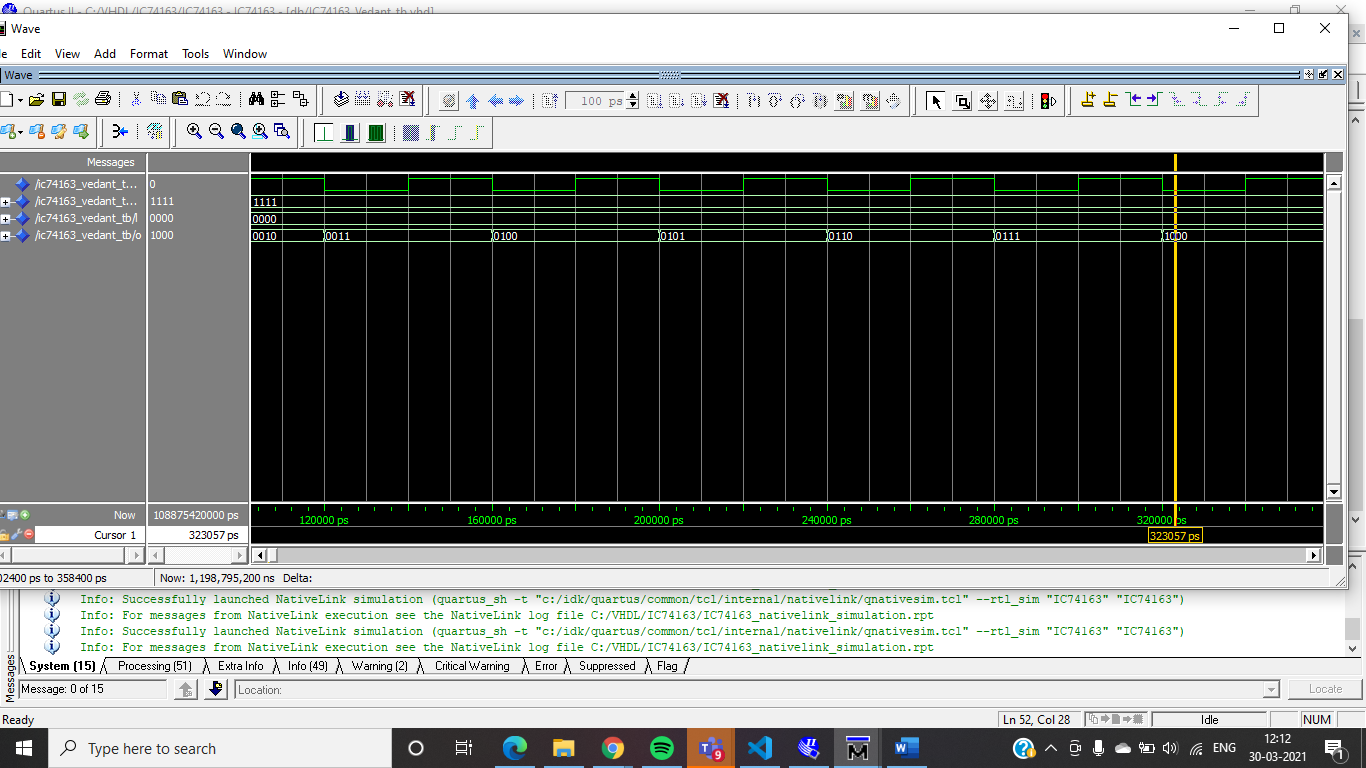 Quartus II - C:/VHDL/IC74163/IC74163 - IC74163 - [db/IC74163_Vedant_tb.vhd]
Wave
Edit View Add Format Tools Window
Wave
100 ps
Messages
/ic74163_vedant_t... 0
/ic74163_vedant_t... 1111 1111
/ic74163_vedant_tb/l 0000 0000
/ic74163_vedant_tb/o 1000 0010 0011 0100 0101 0110 0111 1000
Now 108875420000 ps 120000 ps 160000 ps 200000 ps 240000 ps 280000 ps 320000 ps
Cursor 1 323057 ps 323057 ps
02400 ps to 358400 ps Now: 1,198,795,200 ns Delta:
Info: Successfully launched NativeLink simulation (quartus_sh -t "c:/idk/quartus/common/tcl/internal/nativelink/qnativesim.tcl" --rtl_sim "IC74163" "IC74163")
Info: For messages from NativeLink execution see the NativeLink log file C:/VHDL/IC74163/IC74163_nativelink_simulation.rpt
Info: Successfully launched NativeLink simulation (quartus_sh -t "c:/idk/quartus/common/tcl/internal/nativelink/qnativesim.tcl" --rtl_sim "IC74163" "IC74163")
Info: For messages from NativeLink execution see the NativeLink log file C:/VHDL/IC74163/IC74163_nativelink_simulation.rpt
Messages
System (15) Processing (51) Extra Info Info (49) Warning (2) Critical Warning Error Suppressed Flag
Message: 0 of 15 Location: Locate
Ready Ln 52, Col 28 Idle NUM
Type here to search 9 ENG 12:12
30-03-2021 1